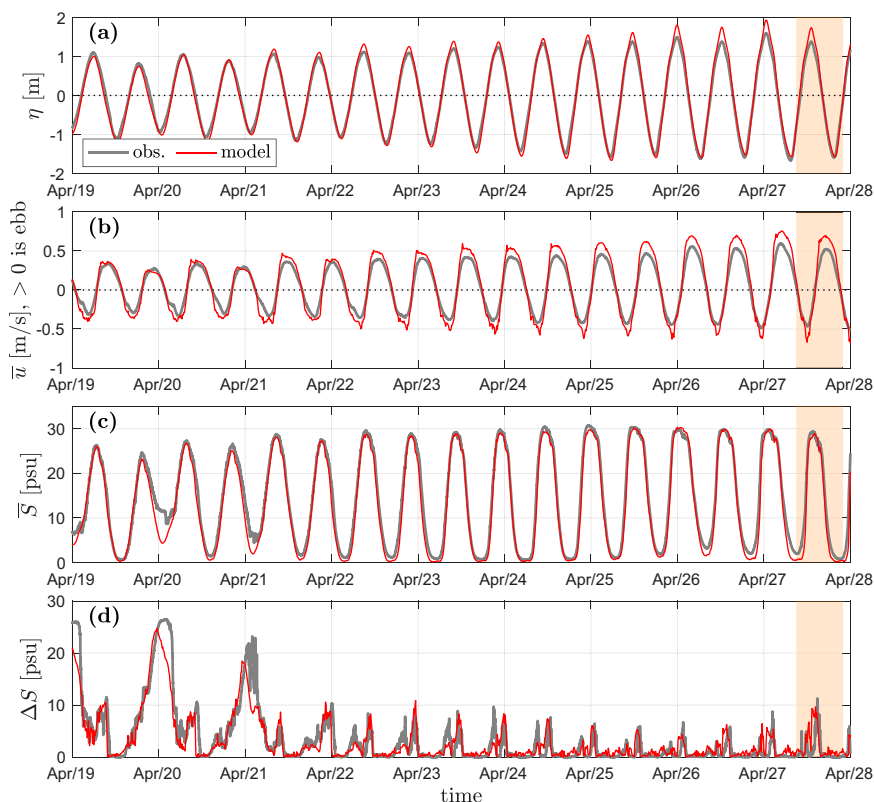 (a)
2
1
0
-1
-2
η [m]
obs. model
Apr/19 Apr/20 Apr/21 Apr/22 Apr/23 Apr/24 Apr/25 Apr/26 Apr/27 Apr/28
(b)
1
0.5
0
-0.5
-1
u̅ [m/s], > 0 is ebb
Apr/19 Apr/20 Apr/21 Apr/22 Apr/23 Apr/24 Apr/25 Apr/26 Apr/27 Apr/28
(c)
30
20
10
0
S̅ [psu]
Apr/19 Apr/20 Apr/21 Apr/22 Apr/23 Apr/24 Apr/25 Apr/26 Apr/27 Apr/28
(d)
30
20
10
0
ΔS [psu]
Apr/19 Apr/20 Apr/21 Apr/22 Apr/23 Apr/24 Apr/25 Apr/26 Apr/27 Apr/28
time